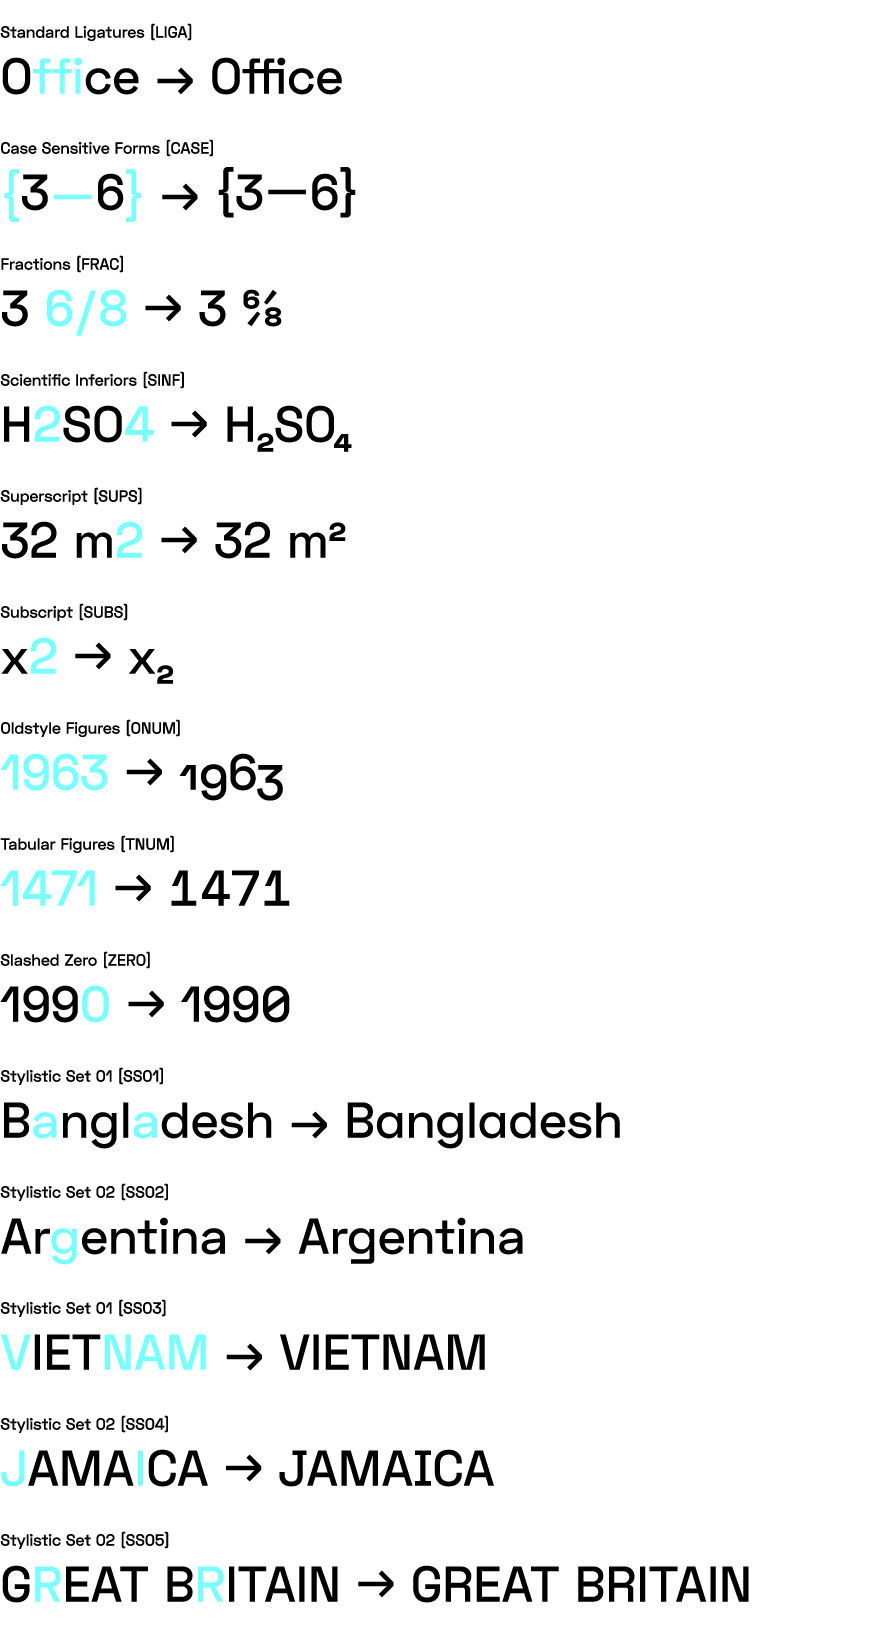 Standard Ligatures [LIGA]
Office → Office
Case Sensitive Forms [CASE]
{3—6} → {3—6}
Fractions [FRAC]
3 6/8 → 3 ⁶⁄₈
Scientific Inferiors [SINF]
H2SO4 → H₂SO₄
Superscript [SUPS]
32 m2 → 32 m²
Subscript [SUBS]
x2 → x₂
Oldstyle Figures [ONUM]
1963 → 1963
Tabular Figures [TNUM]
1471 → 1471
Slashed Zero [ZERO]
1990 → 1990
Stylistic Set 01 [SS01]
Bangladesh → Bangladesh
Stylistic Set 02 [SS02]
Argentina → Argentina
Stylistic Set 01 [SS03]
VIETNAM → VIETNAM
Stylistic Set 02 [SS04]
JAMAICA → JAMAICA
Stylistic Set 02 [SS05]
GREAT BRITAIN → GREAT BRITAIN